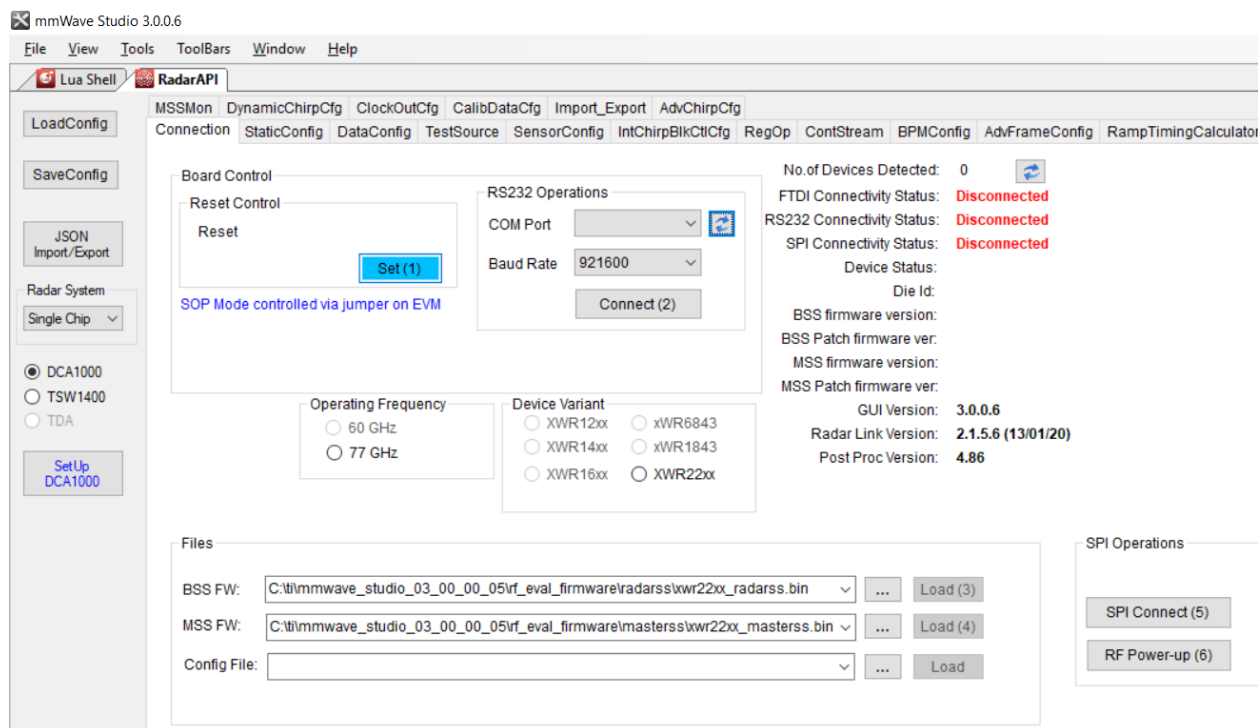 mmWave Studio 3.0.0.6
File View Tools ToolBars Window Help
Lua Shell RadarAPI
LoadConfig
SaveConfig
JSON
Import/Export
Radar System
Single Chip
DCA1000
TSW1400
TDA
SetUp
DCA1000
MSSMon DynamicChirpCfg ClockOutCfg CalibDataCfg Import_Export AdvChirpCfg
Connection StaticConfig DataConfig TestSource SensorConfig IntChirpBlkCtlCfg RegOp ContStream BPMConfig AdvFrameConfig RampTimingCalculator
Board Control
Reset Control
Reset
Set (1)
SOP Mode controlled via jumper on EVM
RS232 Operations
COM Port
Baud Rate 921600
Connect (2)
No.of Devices Detected: 0
FTDI Connectivity Status: Disconnected
RS232 Connectivity Status: Disconnected
SPI Connectivity Status: Disconnected
Device Status:
Die Id:
BSS firmware version:
BSS Patch firmware ver:
MSS firmware version:
MSS Patch firmware ver:
GUI Version: 3.0.0.6
Radar Link Version: 2.1.5.6 (13/01/20)
Post Proc Version: 4.86
Operating Frequency
60 GHz
77 GHz
Device Variant
XWR12xx xWR6843
XWR14xx xWR1843
XWR16xx XWR22xx
Files
BSS FW: C:\ti\mmwave_studio_03_00_00_05\rf_eval_firmware\radarss\xwr22xx_radarss.bin ... Load (3)
MSS FW: C:\ti\mmwave_studio_03_00_00_05\rf_eval_firmware\masterss\xwr22xx_masterss.bin ... Load (4)
Config File: ... Load
SPI Operations
SPI Connect (5)
RF Power-up (6)